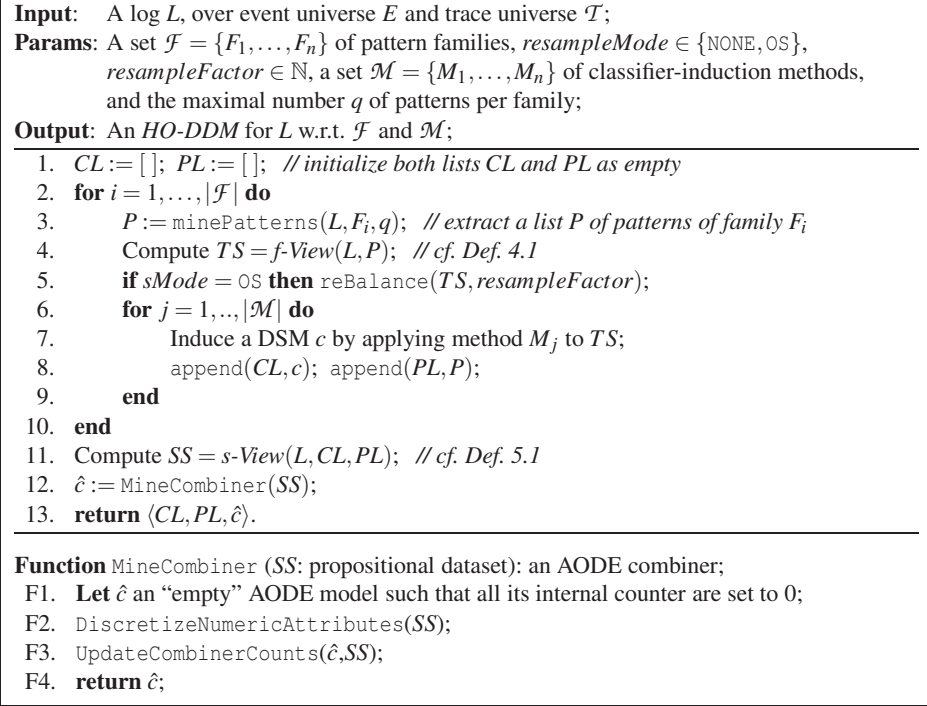 Input: A log L, over event universe E and trace universe 𝒯;
Params: A set ℱ = {F₁,...,Fₙ} of pattern families, resampleMode ∈ {NONE,OS},
resampleFactor ∈ ℕ, a set ℳ = {M₁,...,Mₙ} of classifier-induction methods,
and the maximal number q of patterns per family;
Output: An HO-DDM for L w.r.t. ℱ and ℳ;
1. CL := [ ]; PL := [ ]; // initialize both lists CL and PL as empty
2. for i = 1,...,|ℱ| do
3. P := minePatterns(L,Fᵢ,q); // extract a list P of patterns of family Fᵢ
4. Compute TS = f-View(L,P); // cf. Def. 4.1
5. if sMode = OS then reBalance(TS,resampleFactor);
6. for j = 1,..,|ℳ| do
7. Induce a DSM c by applying method Mⱼ to TS;
8. append(CL,c); append(PL,P);
9. end
10. end
11. Compute SS = s-View(L,CL,PL); // cf. Def. 5.1
12. ĉ := MineCombiner(SS);
13. return ⟨CL,PL,ĉ⟩.
Function MineCombiner (SS: propositional dataset): an AODE combiner;
F1. Let ĉ an “empty” AODE model such that all its internal counter are set to 0;
F2. DiscretizeNumericAttributes(SS);
F3. UpdateCombinerCounts(ĉ,SS);
F4. return ĉ;